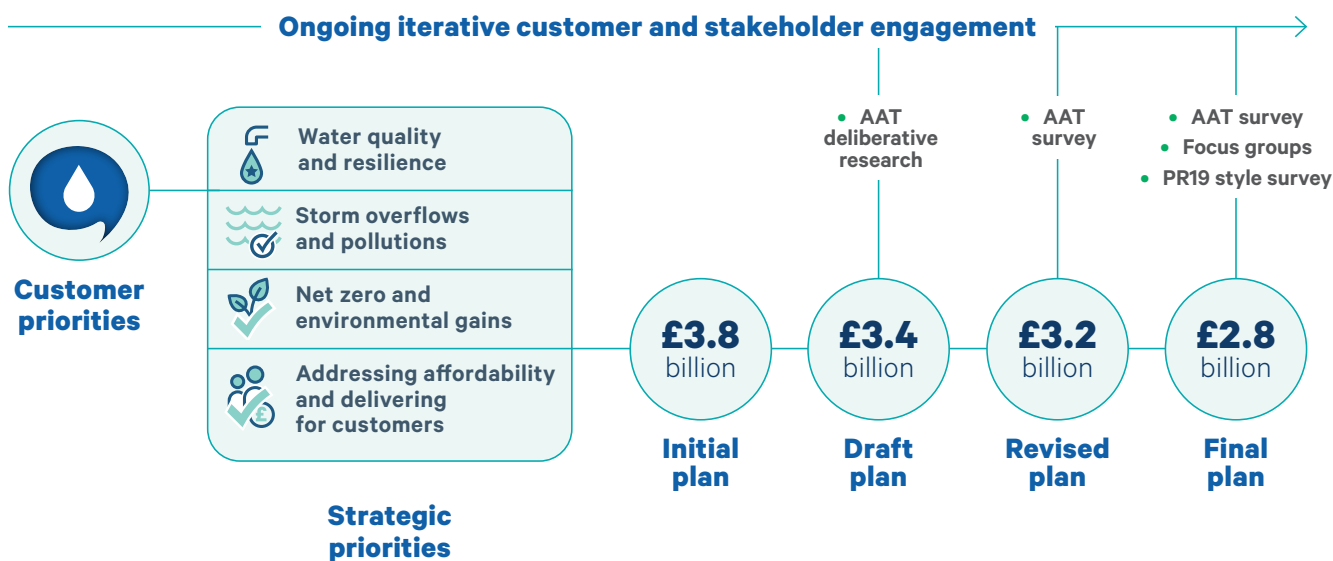 Ongoing iterative customer and stakeholder engagement
Customer
priorities
Water quality
and resilience
Storm overflows
and pollutions
Net zero and
environmental gains
Addressing affordability
and delivering
for customers
£
Strategic
priorities
£3.8
billion
Initial
plan
• AAT
deliberative
research
£3.4
billion
Draft
plan
• AAT
survey
£3.2
billion
Revised
plan
• AAT survey
• Focus groups
• PR19 style survey
£2.8
billion
Final
plan